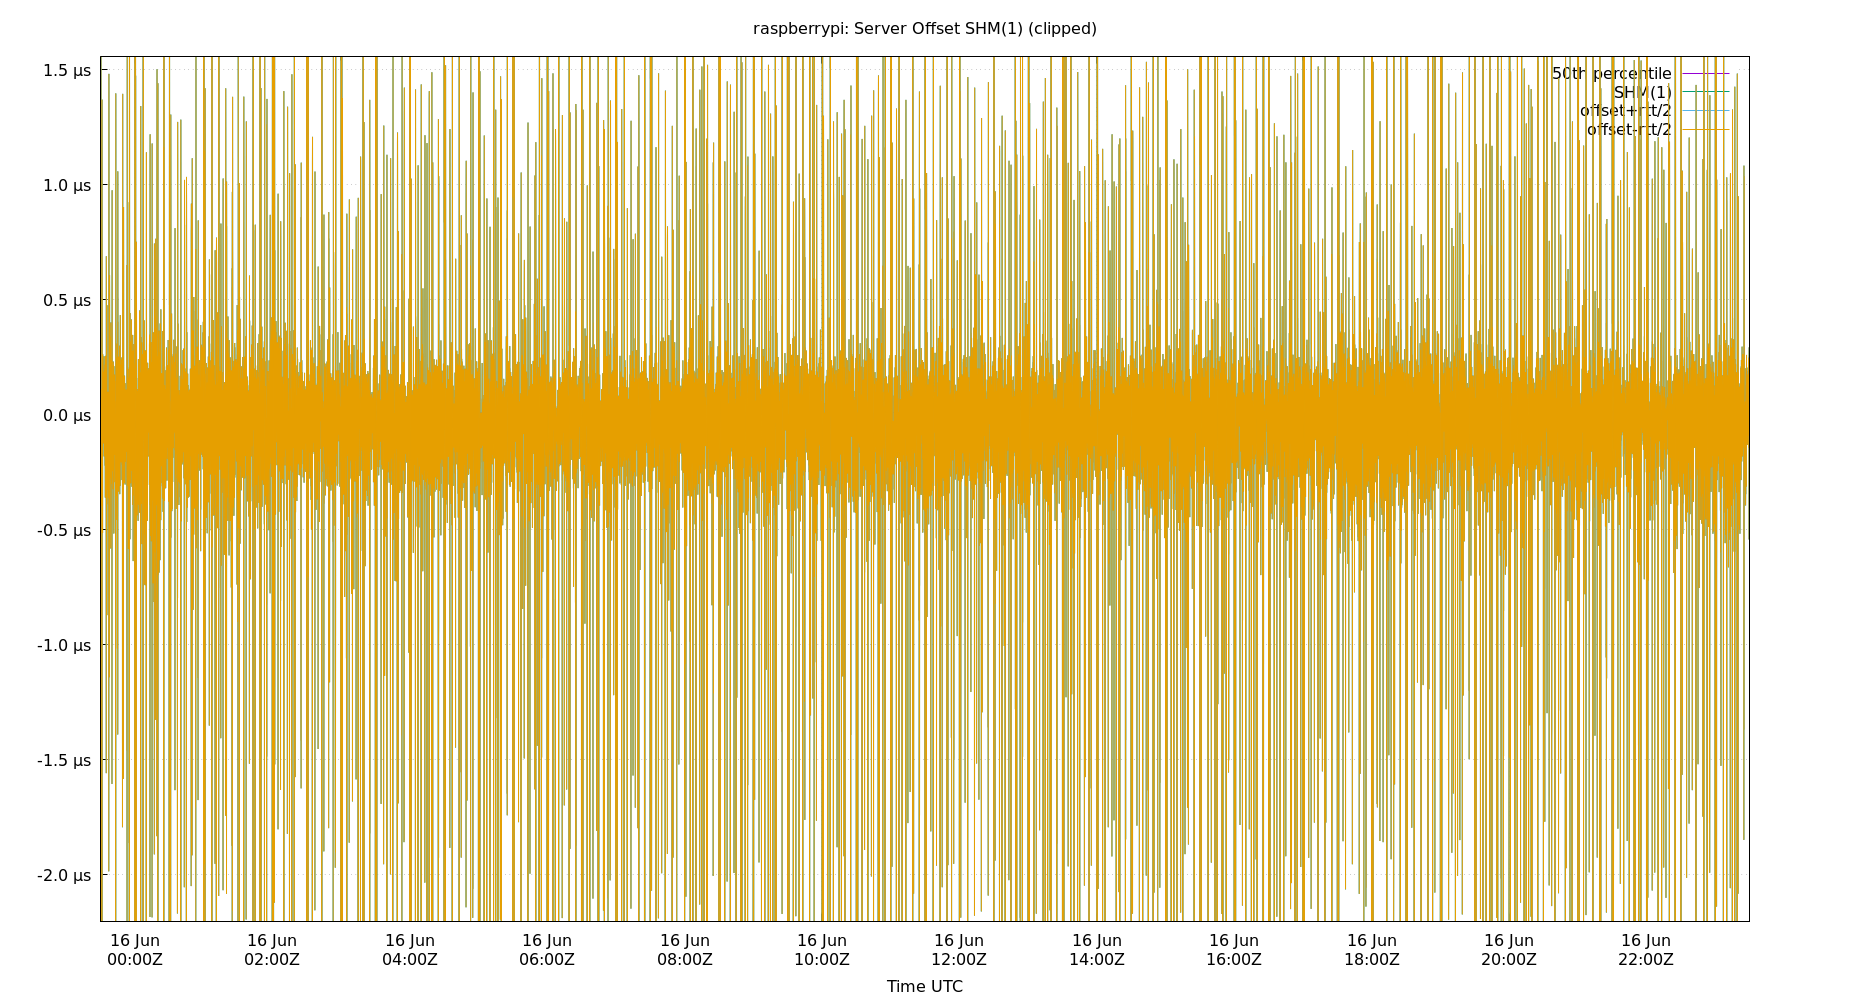 raspberrypi: Server Offset SHM(1) (clipped)
1.5 µs
1.0 µs
0.5 µs
0.0 µs
-0.5 µs
-1.0 µs
-1.5 µs
-2.0 µs
50th percentile
SHM(1)
offset+rtt/2
offset-rtt/2
16 Jun 16 Jun 16 Jun 16 Jun 16 Jun 16 Jun 16 Jun 16 Jun 16 Jun 16 Jun 16 Jun 16 Jun
00:00Z 02:00Z 04:00Z 06:00Z 08:00Z 10:00Z 12:00Z 14:00Z 16:00Z 18:00Z 20:00Z 22:00Z
Time UTC